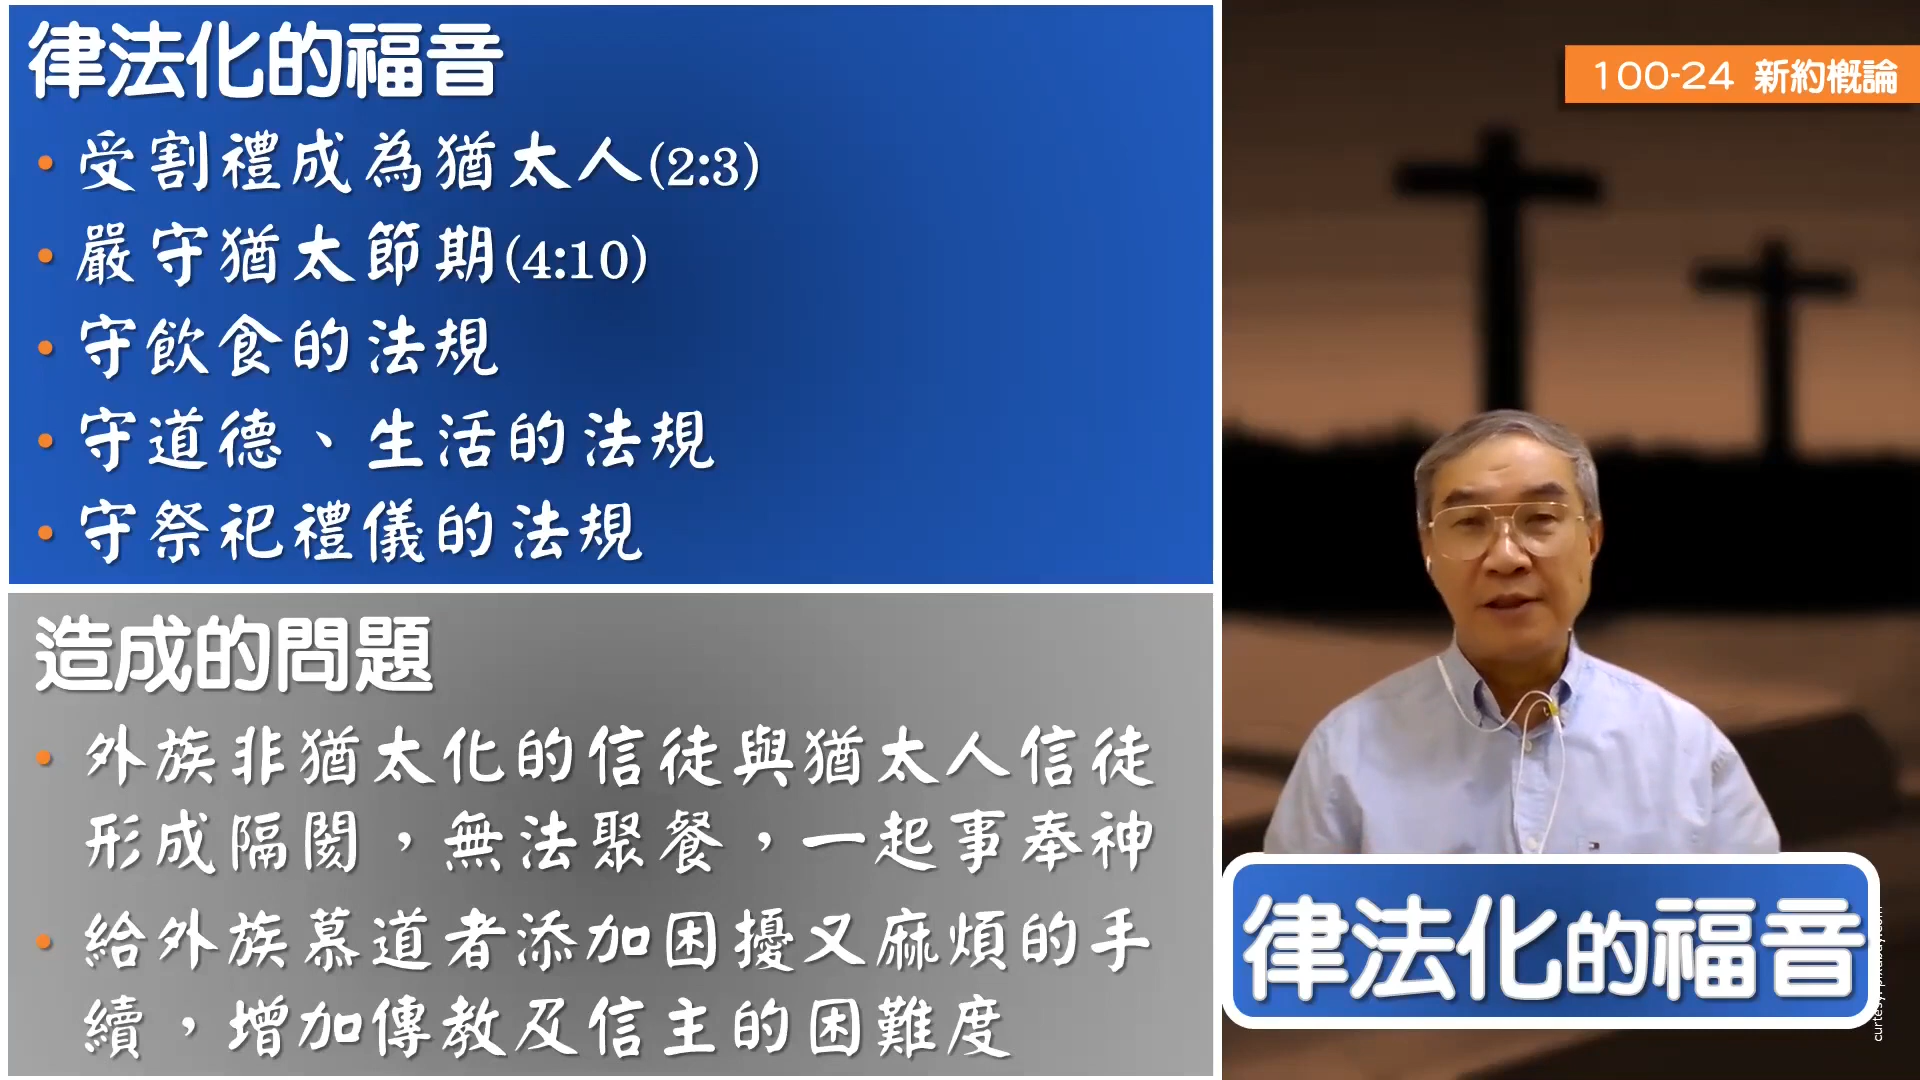 律法化的福音
• 受割禮成為猶太人(2:3)
• 嚴守猶太節期(4:10)
• 守飲食的法規
• 守道德、生活的法規
• 守祭祀禮儀的法規
造成的問題
• 外族非猶太化的信徒與猶太人信徒
形成隔閡,無法聚餐,一起事奉神
• 給外族慕道者添加困擾又麻煩的手
續,增加傳教及信主的困難度
100-24 新約概論
律法化的福音